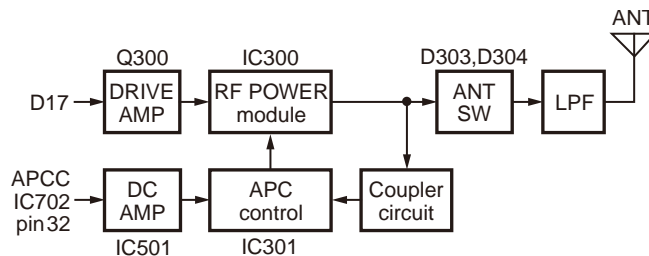 ANT
Q300
IC300
D303,D304
D17
DRIVE
AMP
RF POWER
module
ANT
SW
LPF
APCC
IC702
pin32
DC
AMP
APC
control
Coupler
circuit
IC501
IC301